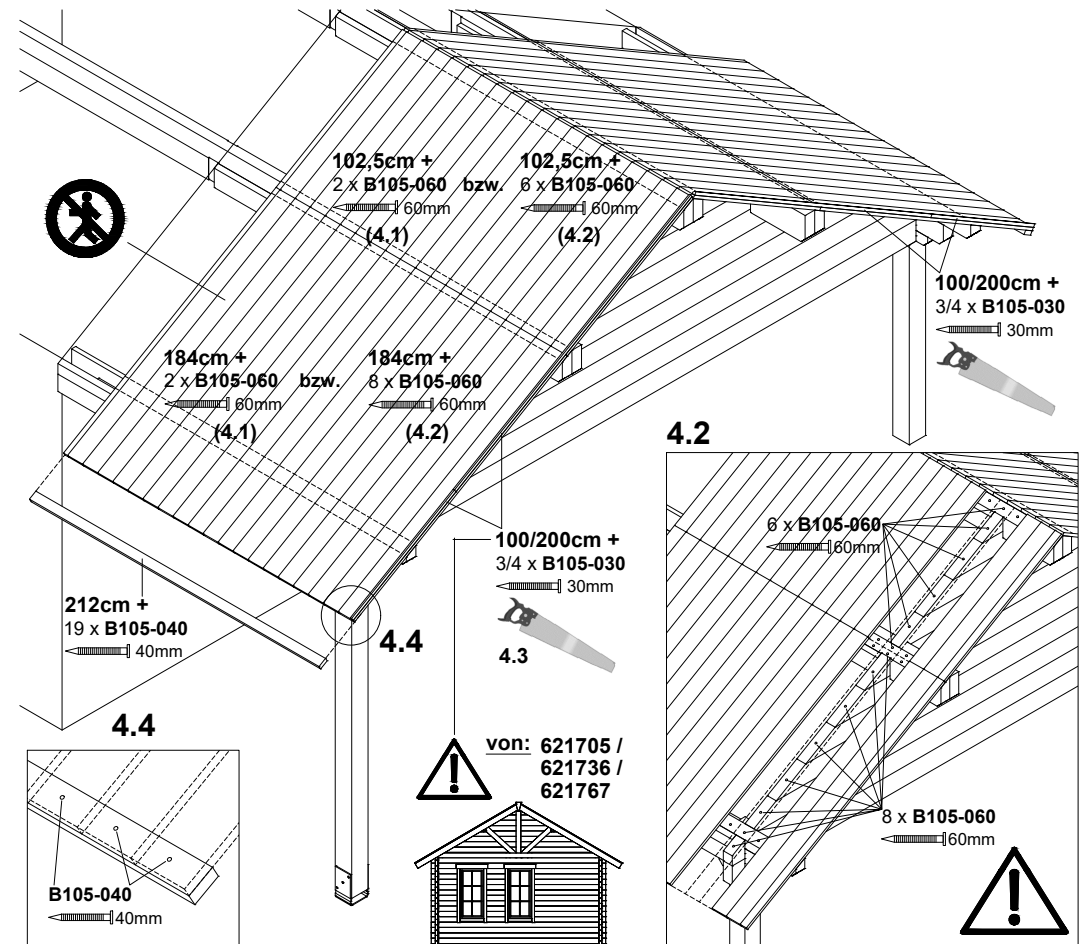 102,5cm +
2 x B105-060
60mm
(4.1)
bzw.
102,5cm +
6 x B105-060
60mm
(4.2)
100/200cm +
3/4 x B105-030
30mm
184cm +
2 x B105-060
60mm
(4.1)
bzw.
184cm +
8 x B105-060
60mm
(4.2)
212cm +
19 x B105-040
40mm
4.4
100/200cm +
3/4 x B105-030
30mm
4.3
4.2
6 x B105-060
60mm
8 x B105-060
60mm
4.4
B105-040
40mm
von: 621705 /
621736 /
621767